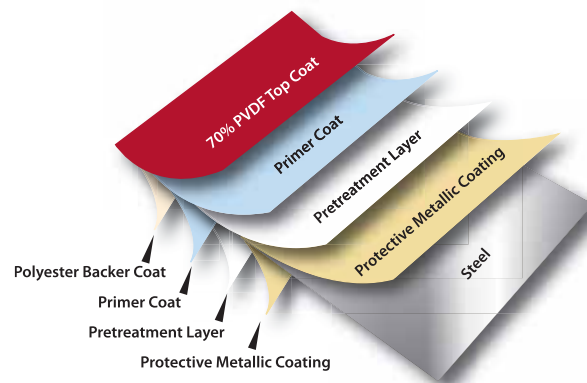 70% PVDF Top Coat
Primer Coat
Pretreatment Layer
Protective Metallic Coating
Steel
Polyester Backer Coat
Primer Coat
Pretreatment Layer
Protective Metallic Coating